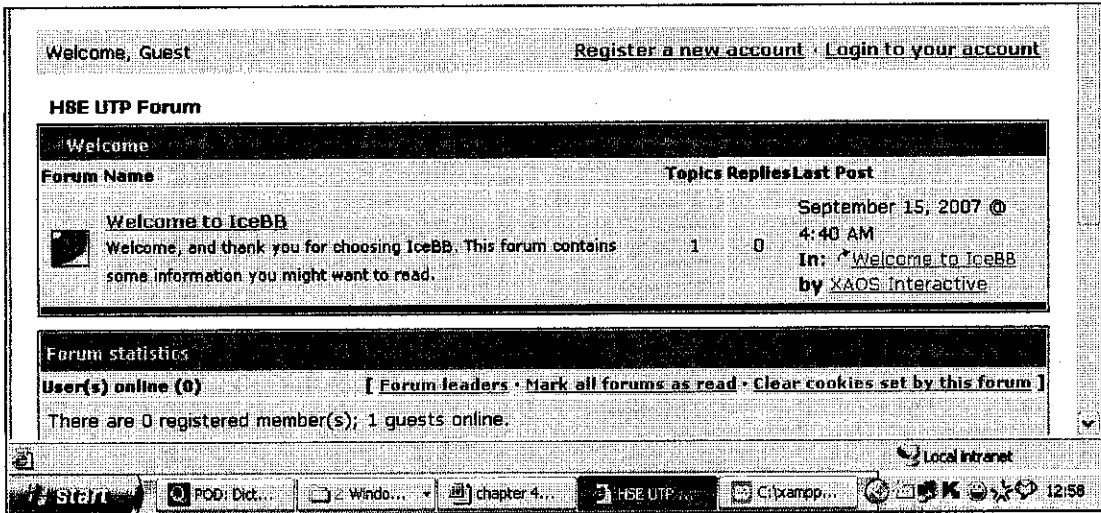 Welcome, Guest Register a new account · Login to your account
HSE UTP Forum
Welcome
Forum Name Topics Replies Last Post
Welcome to IceBB
Welcome, and thank you for choosing IceBB. This forum contains
some information you might want to read.
1 0
September 15, 2007 @
4:40 AM
In: Welcome to IceBB
by XAOS Interactive
Forum statistics
User(s) online (0) [ Forum leaders · Mark all forums as read · Clear cookies set by this forum ]
There are 0 registered member(s); 1 guests online.
Local intranet
start POD: Dict... 2 Windo... chapter 4... HSE UTP ... C:\xampp... K 12:58